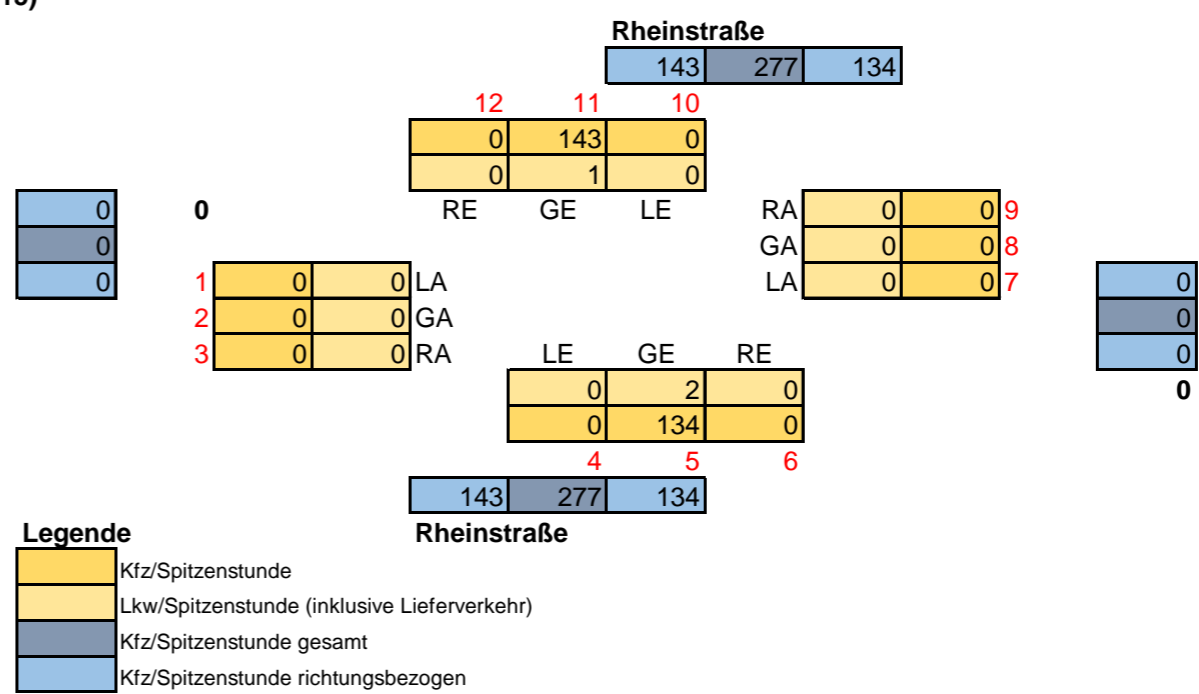 Rheinstraße
143 277 134
12 11 10
0 143 0
0 1 0
0 0 RE GE LE RA 0 0 9
0 GA 0 0 8
0 1 0 0 LA LA 0 0 7 0
2 0 0 GA 0
3 0 0 RA LE GE RE 0
0 2 0 0
0 134 0
4 5 6
143 277 134
Legende Rheinstraße
Kfz/Spitzenstunde
Lkw/Spitzenstunde (inklusive Lieferverkehr)
Kfz/Spitzenstunde gesamt
Kfz/Spitzenstunde richtungsbezogen